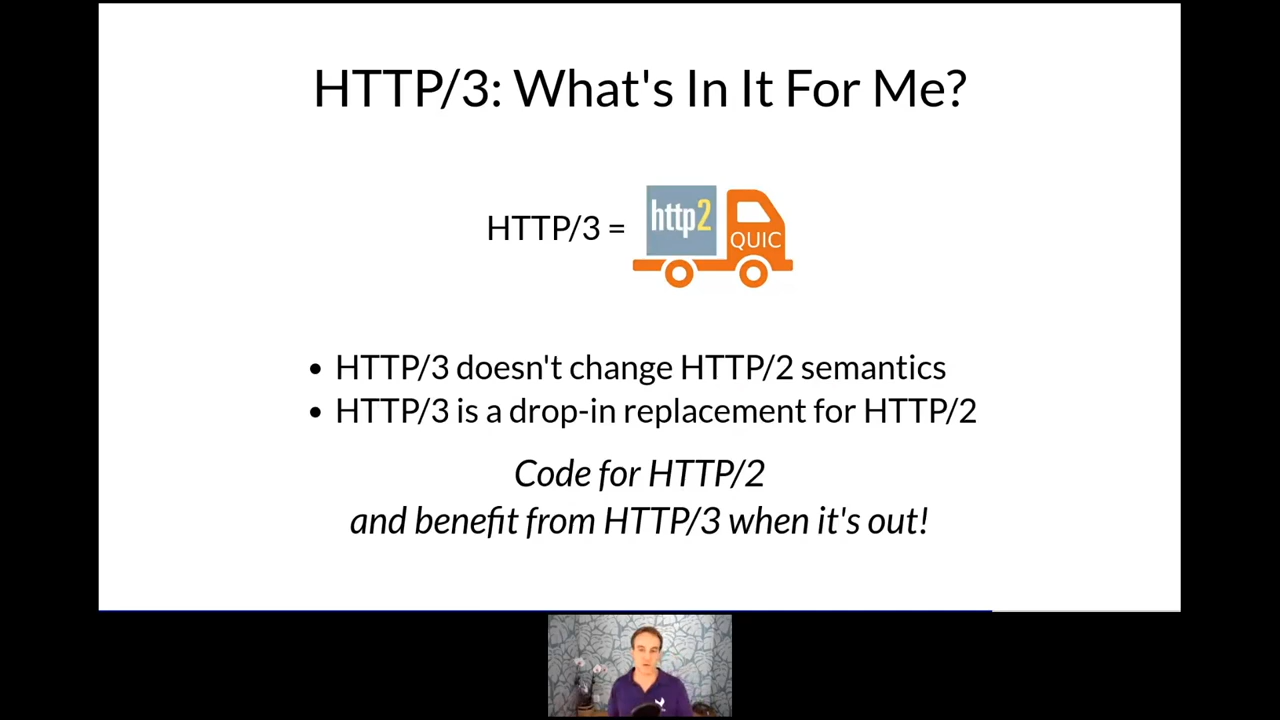 HTTP/3: What's In It For Me?
HTTP/3 =
http2
QUIC
• HTTP/3 doesn't change HTTP/2 semantics
• HTTP/3 is a drop-in replacement for HTTP/2
Code for HTTP/2
and benefit from HTTP/3 when it's out!